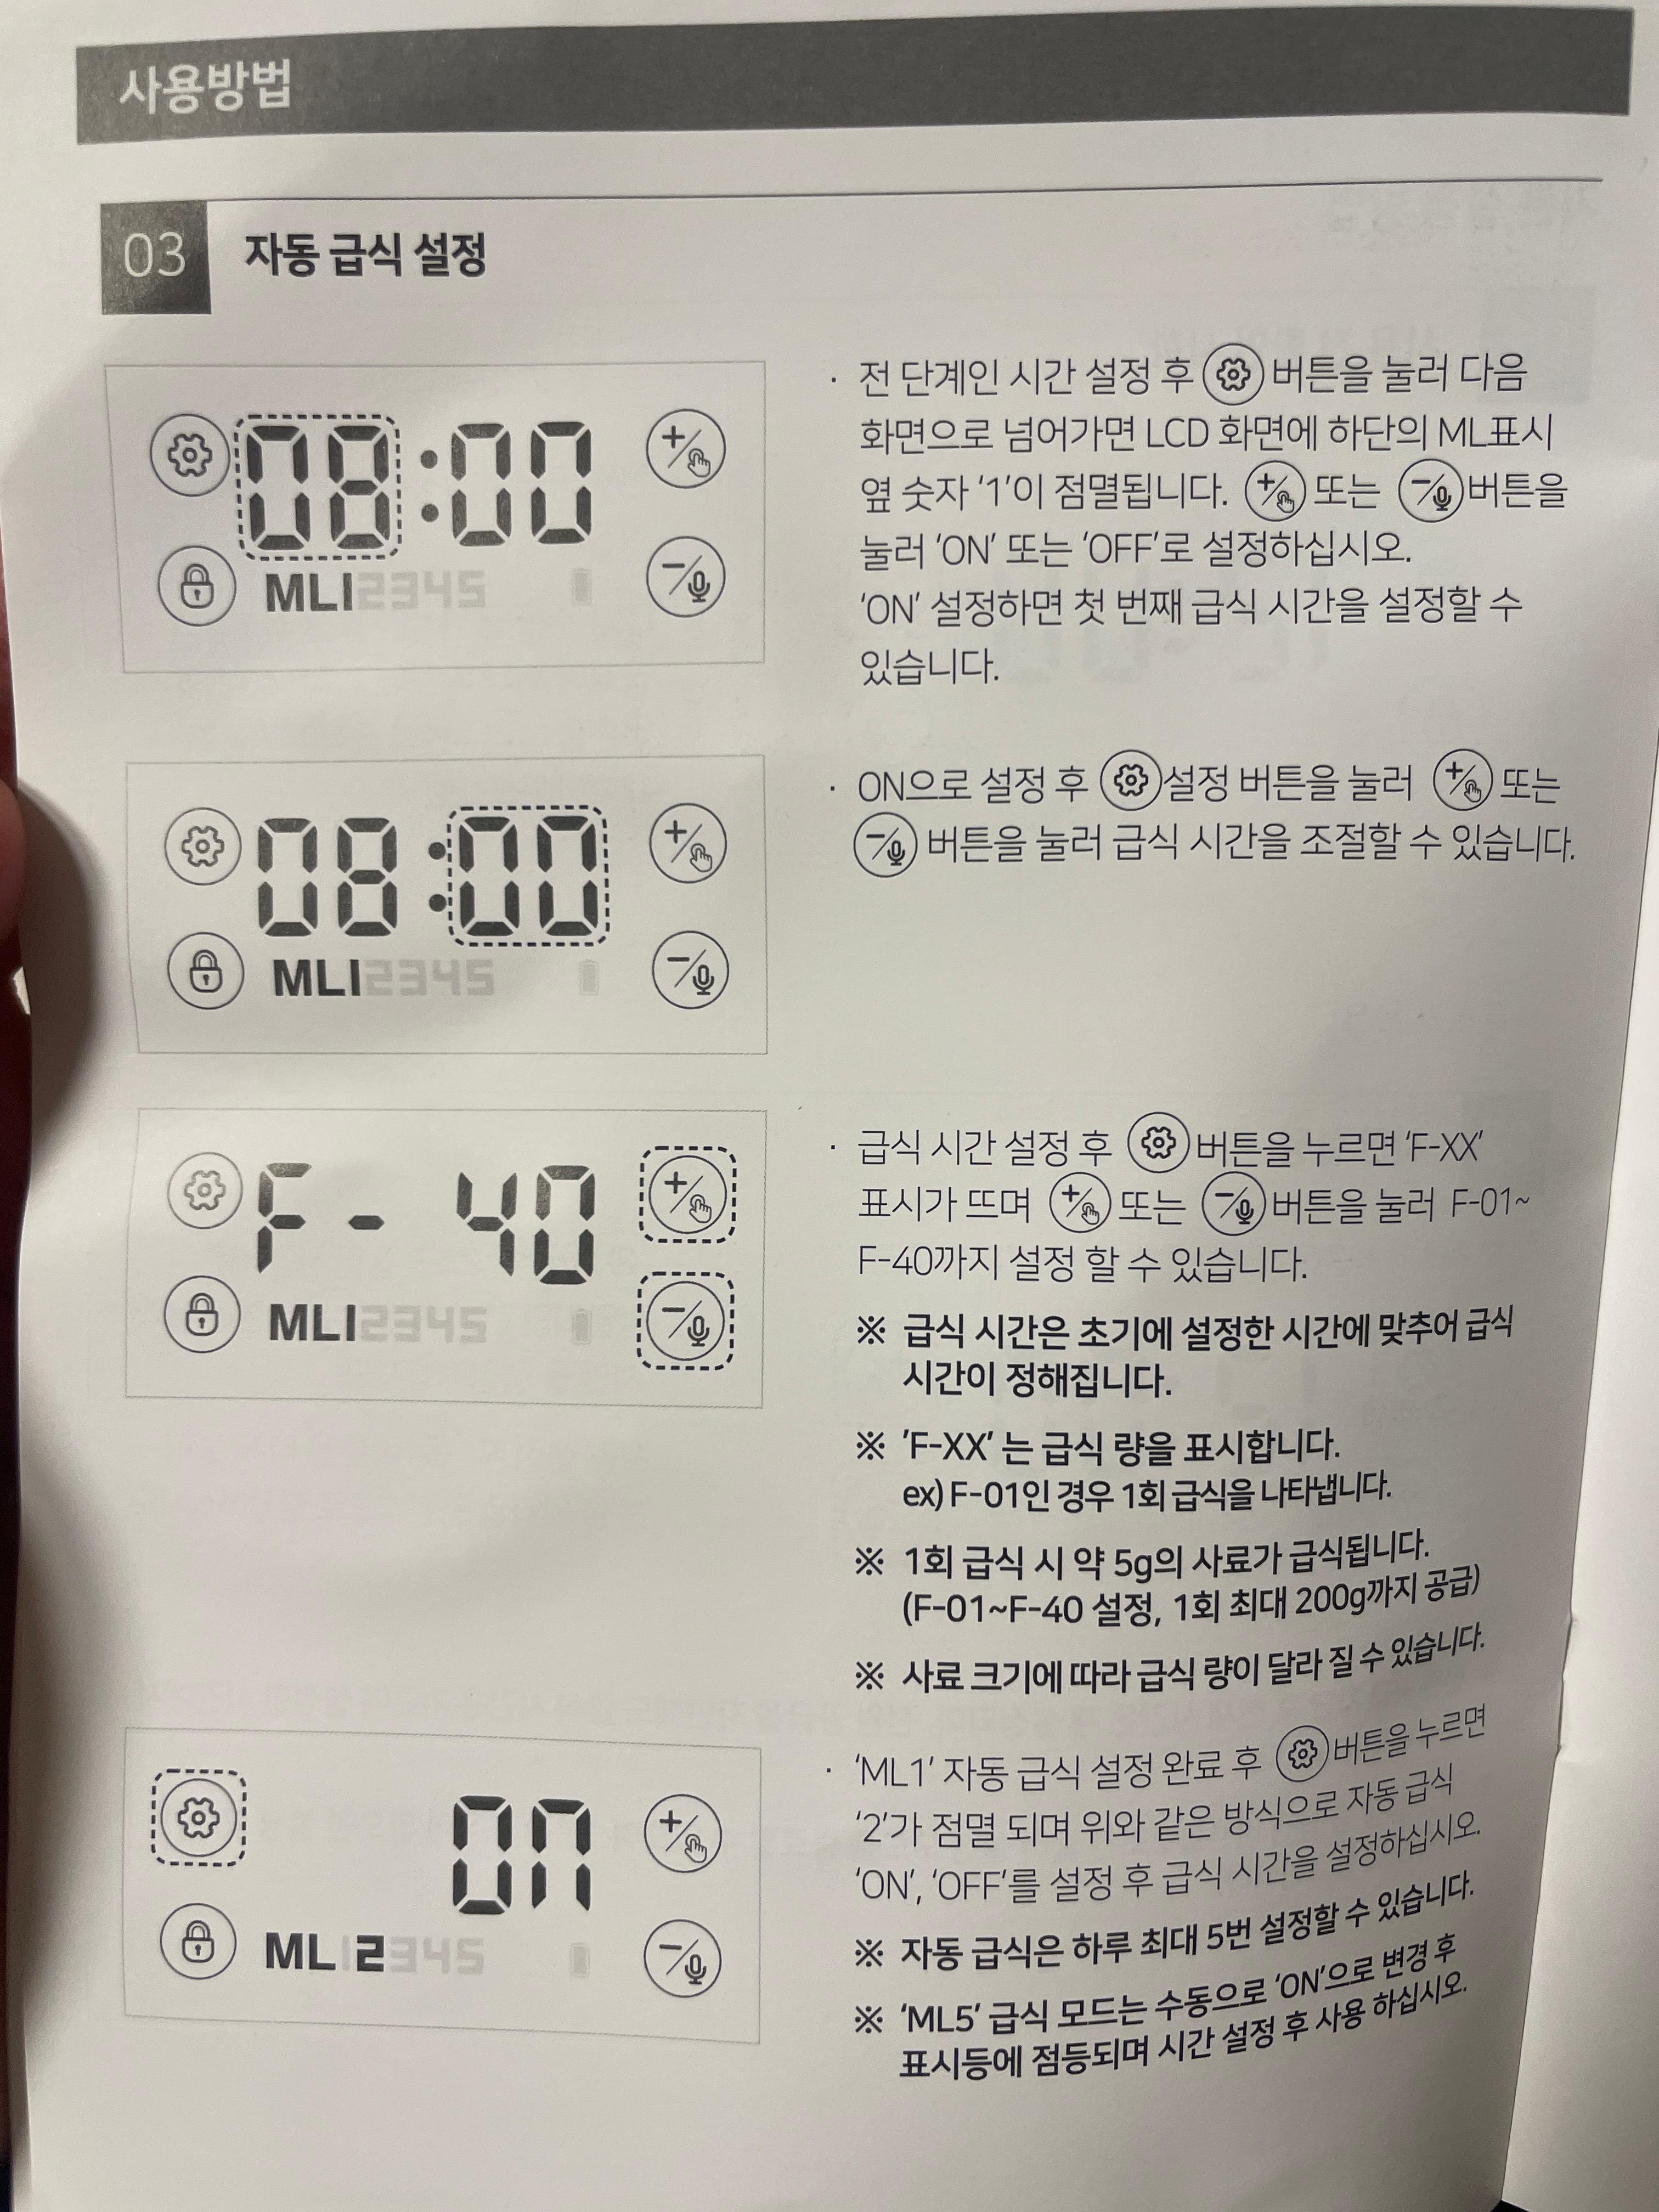 사용방법
03 자동 급식 설정
08:00
ML12345
· 전 단계인 시간 설정 후 버튼을 눌러 다음
화면으로 넘어가면 LCD 화면에 하단의 ML표시
옆 숫자 '1'이 점멸됩니다. 또는 버튼을
눌러 'ON' 또는 'OFF'로 설정하십시오.
'ON' 설정하면 첫 번째 급식 시간을 설정할 수
있습니다.
08:00
ML12345
· ON으로 설정 후 설정 버튼을 눌러 또는
버튼을 눌러 급식 시간을 조절할 수 있습니다.
F- 40
ML12345
· 급식 시간 설정 후 버튼을 누르면 'F-XX'
표시가 뜨며 또는 버튼을 눌러 F-01~
F-40까지 설정 할 수 있습니다.
※ 급식 시간은 초기에 설정한 시간에 맞추어 급식
시간이 정해집니다.
※ 'F-XX' 는 급식 량을 표시합니다.
ex) F-01인 경우 1회 급식을 나타냅니다.
※ 1회 급식 시 약 5g의 사료가 급식됩니다.
(F-01~F-40 설정, 1회 최대 200g까지 공급)
※ 사료 크기에 따라 급식 량이 달라 질 수 있습니다.
ON
ML12345
· 'ML1' 자동 급식 설정 완료 후 버튼을 누르면
'2'가 점멸 되며 위와 같은 방식으로 자동 급식
'ON', 'OFF'를 설정 후 급식 시간을 설정하십시오.
※ 자동 급식은 하루 최대 5번 설정할 수 있습니다.
※ 'ML5' 급식 모드는 수동으로 'ON'으로 변경 후
표시등에 점등되며 시간 설정 후 사용 하십시오.